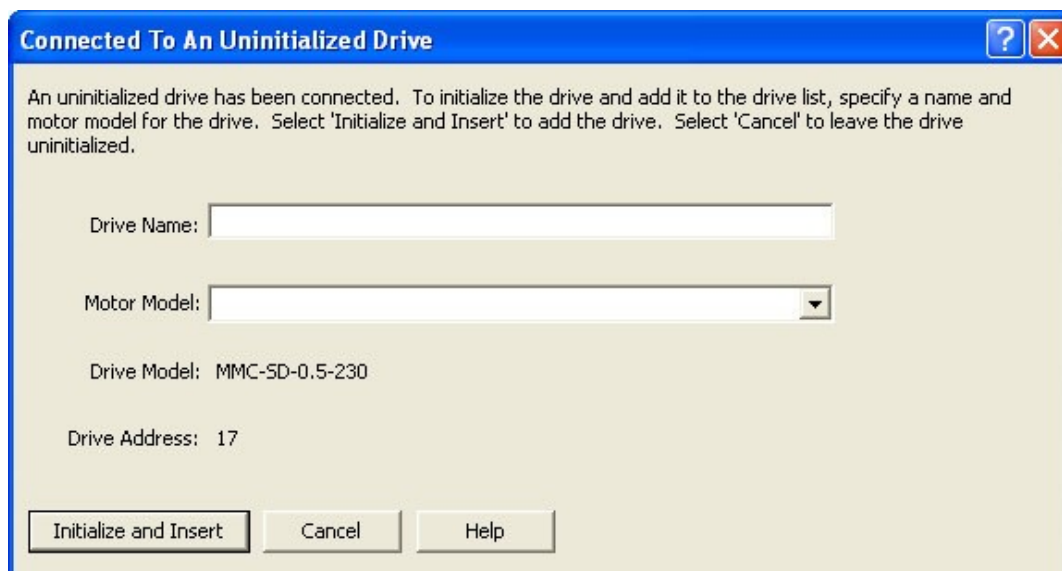 Connected To An Uninitialized Drive
?
An uninitialized drive has been connected. To initialize the drive and add it to the drive list, specify a name and
motor model for the drive. Select 'Initialize and Insert' to add the drive. Select 'Cancel' to leave the drive
uninitialized.
Drive Name:
Motor Model:
Drive Model: MMC-SD-0.5-230
Drive Address: 17
Initialize and Insert Cancel Help